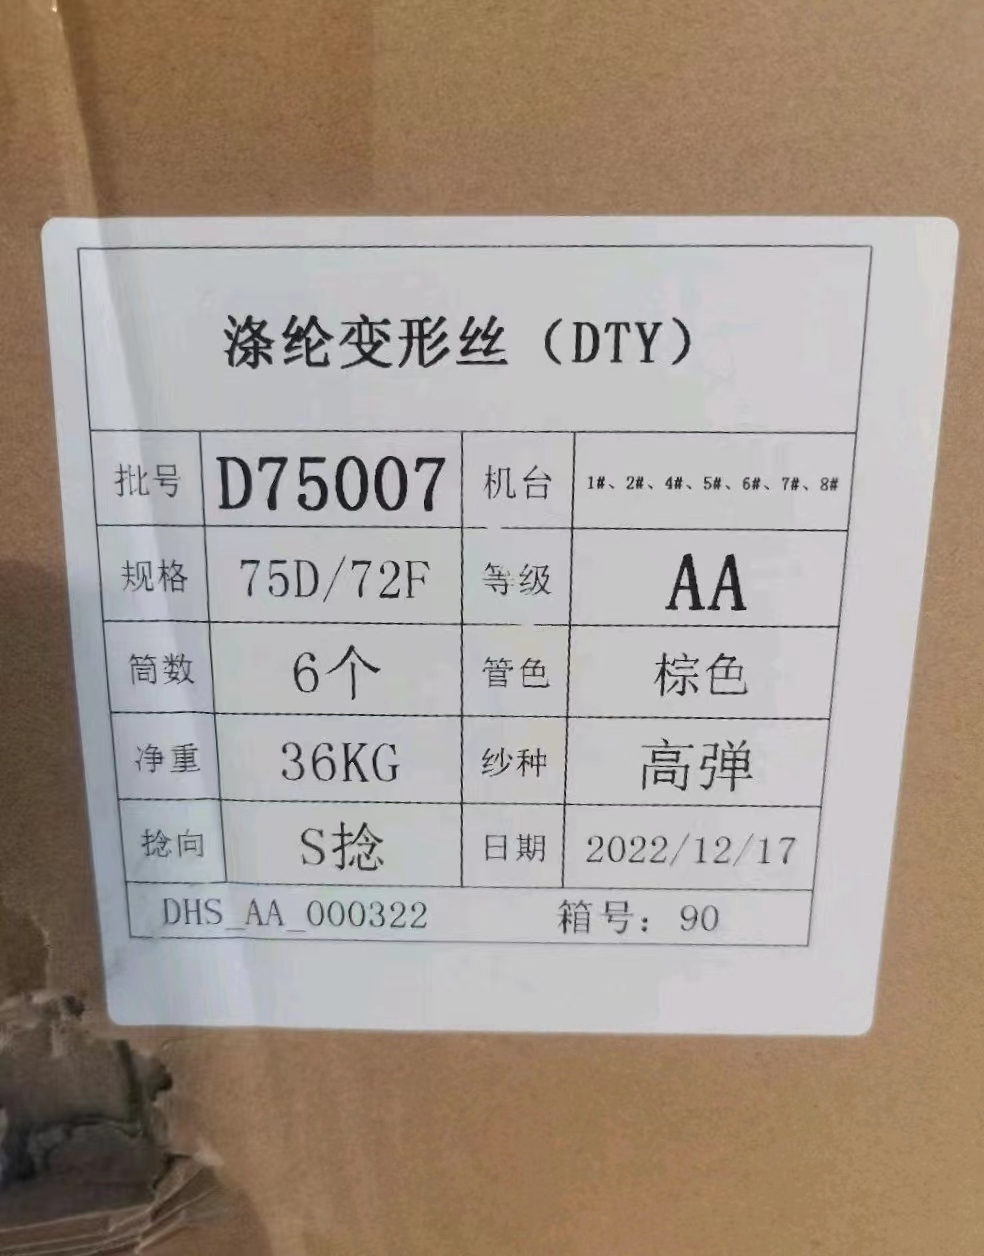 涤纶变形丝（DTY）
批号 D75007 机台 1#、2#、4#、5#、6#、7#、8#
规格 75D/72F 等级 AA
筒数 6个 管色 棕色
净重 36KG 纱种 高弹
捻向 S捻 日期 2022/12/17
DHS_AA_000322 箱号：90